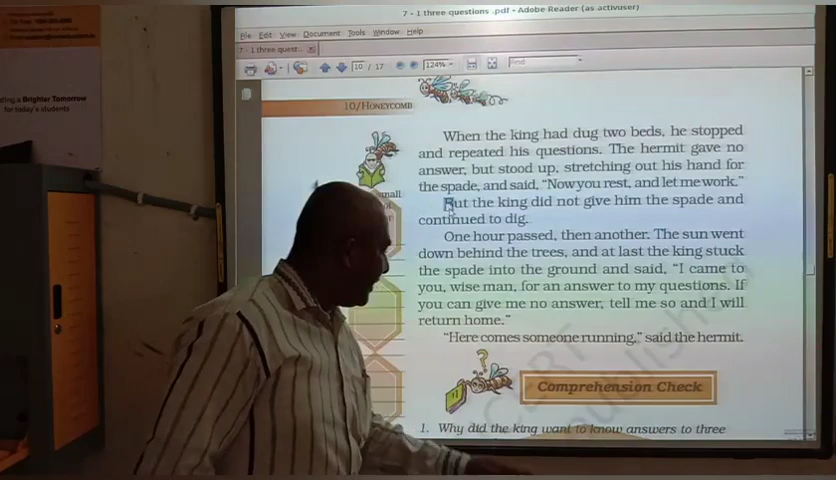 7 - 1 three questions .pdf - Adobe Reader (as activuser)
File Edit View Document Tools Window Help
7 - 1 three quest...
10 / 17 124% Find
a Brighter Tomorrow
for today's students
10/HONEYCOMB
When the king had dug two beds, he stopped
and repeated his questions. The hermit gave no
answer, but stood up, stretching out his hand for
the spade, and said, “Now you rest, and let me work.”
But the king did not give him the spade and
continued to dig.
One hour passed, then another. The sun went
down behind the trees, and at last the king stuck
the spade into the ground and said, “I came to
you, wise man, for an answer to my questions. If
you can give me no answer, tell me so and I will
return home.”
“Here comes someone running,” said the hermit.
Comprehension Check
1. Why did the king want to know answers to three